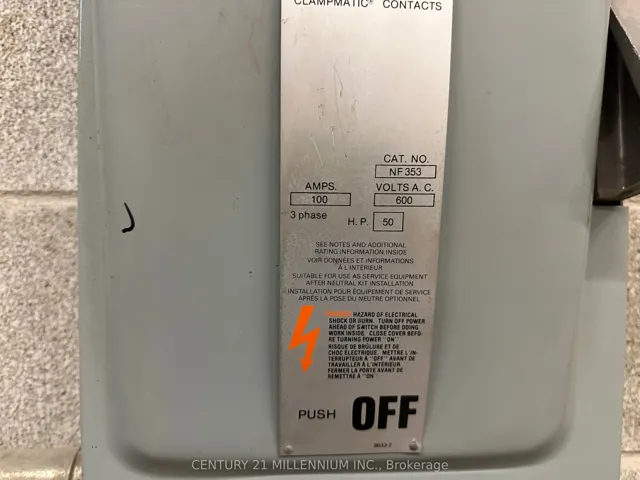 CLAMPMATIC® CONTACTS
CAT. NO.
NF353
AMPS. VOLTS A.C.
100 600
3 phase H.P. 50
SEE NOTES AND ADDITIONAL
RATING INFORMATION INSIDE
VOIR DONNÉES ET INFORMATIONS
À L'INTÉRIEUR
SUITABLE FOR USE AS SERVICE EQUIPMENT
AFTER NEUTRAL KIT INSTALLATION
INSTALLATION POUR ÉQUIPEMENT DE SERVICE
APRÈS LA POSE DU NEUTRE OPTIONNEL
HAZARD OF ELECTRICAL
SHOCK OR BURN. TURN OFF POWER
AHEAD OF SWITCH BEFORE DOING
WORK INSIDE. CLOSE COVER BEFO-
RE TURNING POWER "ON"
RISQUE DE BRÛLURE ET DE
CHOC ÉLECTRIQUE. METTRE L'IN-
TERRUPTEUR À "OFF" AVANT DE
TRAVAILLER À L'INTÉRIEUR.
FERMER LA PORTE AVANT DE
REMETTRE À "ON"
PUSH OFF
8633-2
CENTURY 21 MILLENNIUM INC., Brokerage